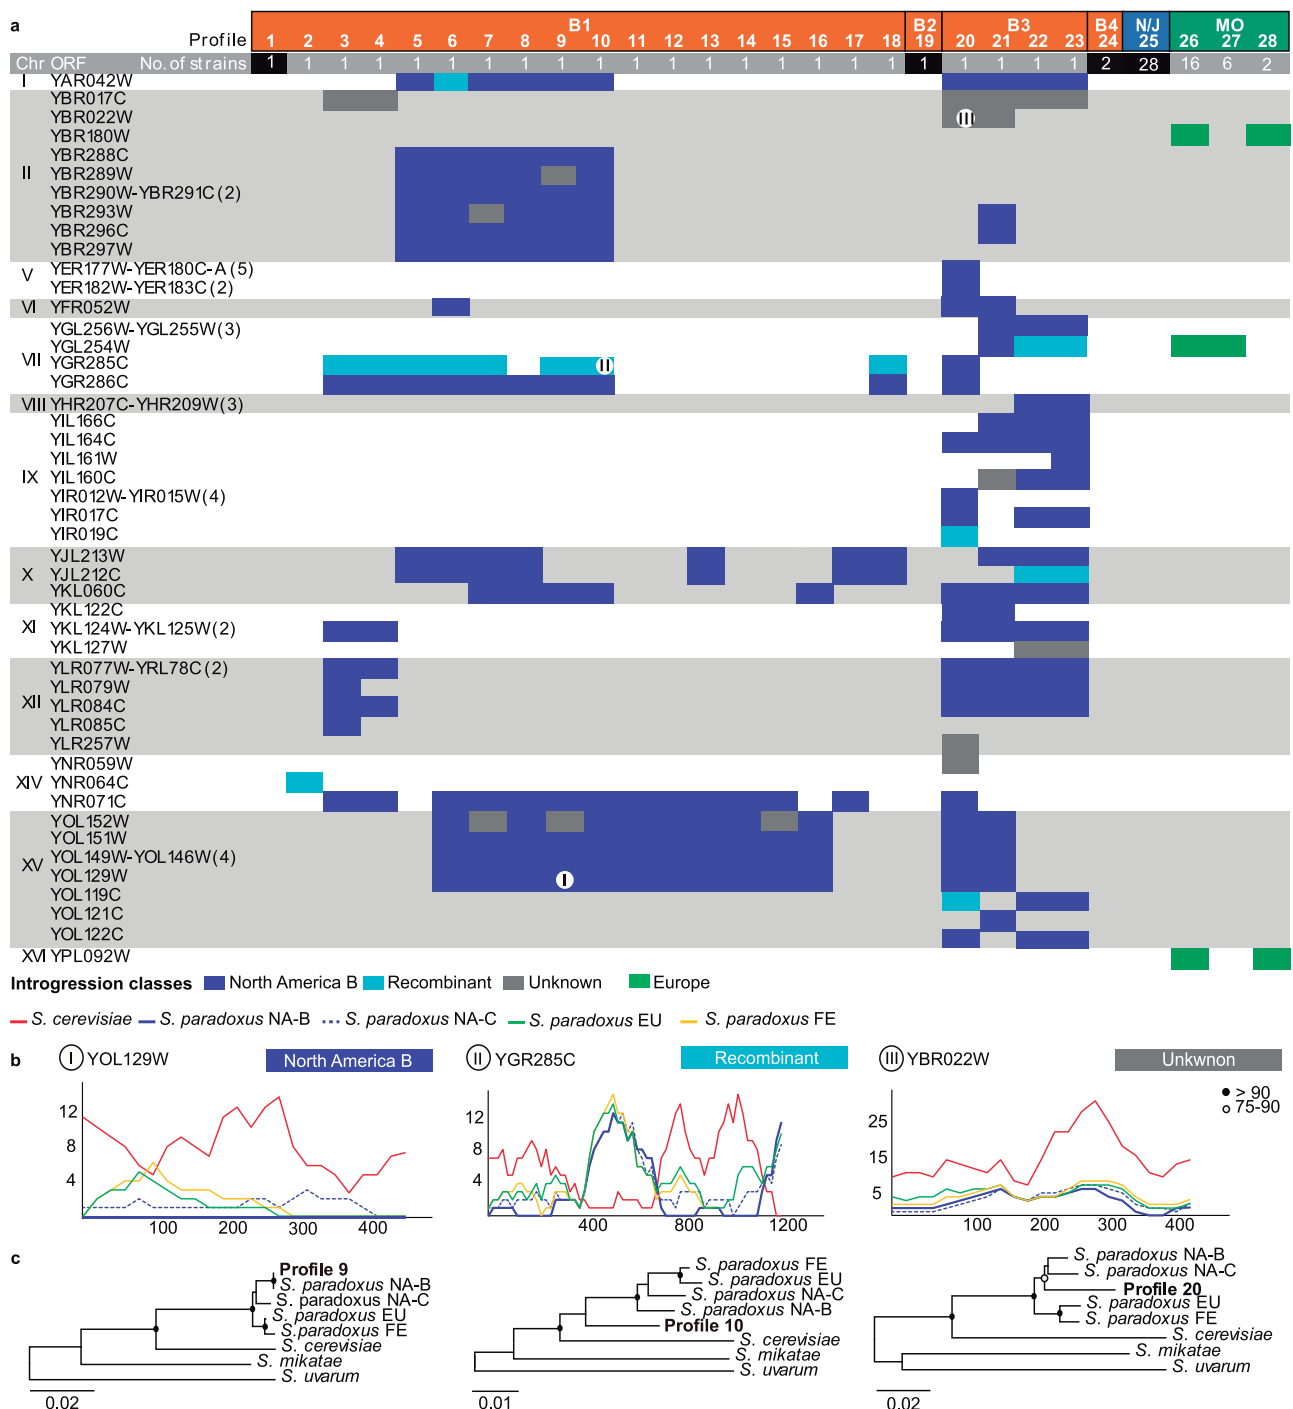 a
B1 B2 B3 B4 N/J MO
Profile 1 2 3 4 5 6 7 8 9 10 11 12 13 14 15 16 17 18 19 20 21 22 23 24 25 26 27 28
Chr ORF No. of strains 1 1 1 1 1 1 1 1 1 1 1 1 1 1 1 1 1 1 1 1 1 1 1 2 28 16 6 2
I YAR042W
YBR017C
YBR022W III
YBR180W
YBR288C
II YBR289W
YBR290W-YBR291C (2)
YBR293W
YBR296C
YBR297W
V YER177W-YER180C-A (5)
YER182W-YER183C (2)
VI YFR052W
YGL256W-YGL255W (3)
YGL254W
VII YGR285C II
YGR286C
VIII YHR207C-YHR209W (3)
YIL166C
YIL164C
YIL161W
IX YIL160C
YIR012W-YIR015W (4)
YIR017C
YIR019C
YJL213W
X YJL212C
YKL060C
YKL122C
XI YKL124W-YKL125W (2)
YKL127W
YLR077W-YRL78C (2)
YLR079W
XII YLR084C
YLR085C
YLR257W
YNR059W
XIV YNR064C
YNR071C
YOL152W
YOL151W
XV YOL149W-YOL146W (4)
YOL129W I
YOL119C
YOL121C
YOL122C
XVI YPL092W
Introgression classes North America B Recombinant Unknown Europe
S. cerevisiae S. paradoxus NA-B S. paradoxus NA-C S. paradoxus EU S. paradoxus FE
b I YOL129W North America B
12
8
4
100 200 300 400
II YGR285C Recombinant
12
8
4
400 800 1200
III YBR022W Unkwnon
> 90
75-90
25
15
5
100 200 300 400
c
Profile 9
S. paradoxus NA-B
S. paradoxus NA-C
S. paradoxus EU
S. paradoxus FE
S. cerevisiae
S. mikatae
S. uvarum
0.02
S. paradoxus FE
S. paradoxus EU
S. paradoxus NA-C
S. paradoxus NA-B
Profile 10
S. cerevisiae
S. mikatae
S. uvarum
0.01
S. paradoxus NA-B
S. paradoxus NA-C
Profile 20
S. paradoxus EU
S. paradoxus FE
S. cerevisiae
S. mikatae
S. uvarum
0.02